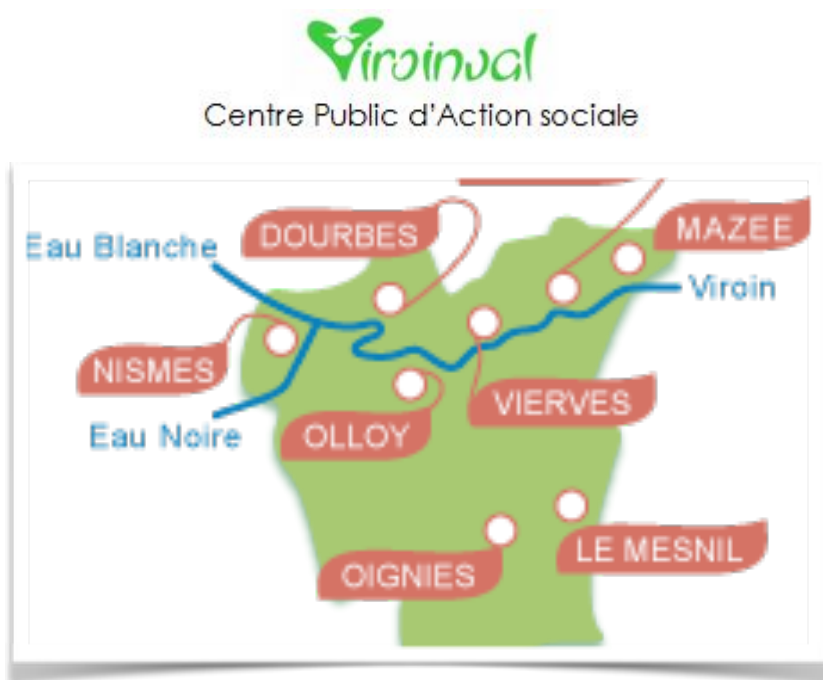 Viroinval
Centre Public d'Action sociale
DOURBES
MAZEE
Eau Blanche
Viroin
NISMES
VIERVES
Eau Noire
OLLOY
OIGNIES
LE MESNIL